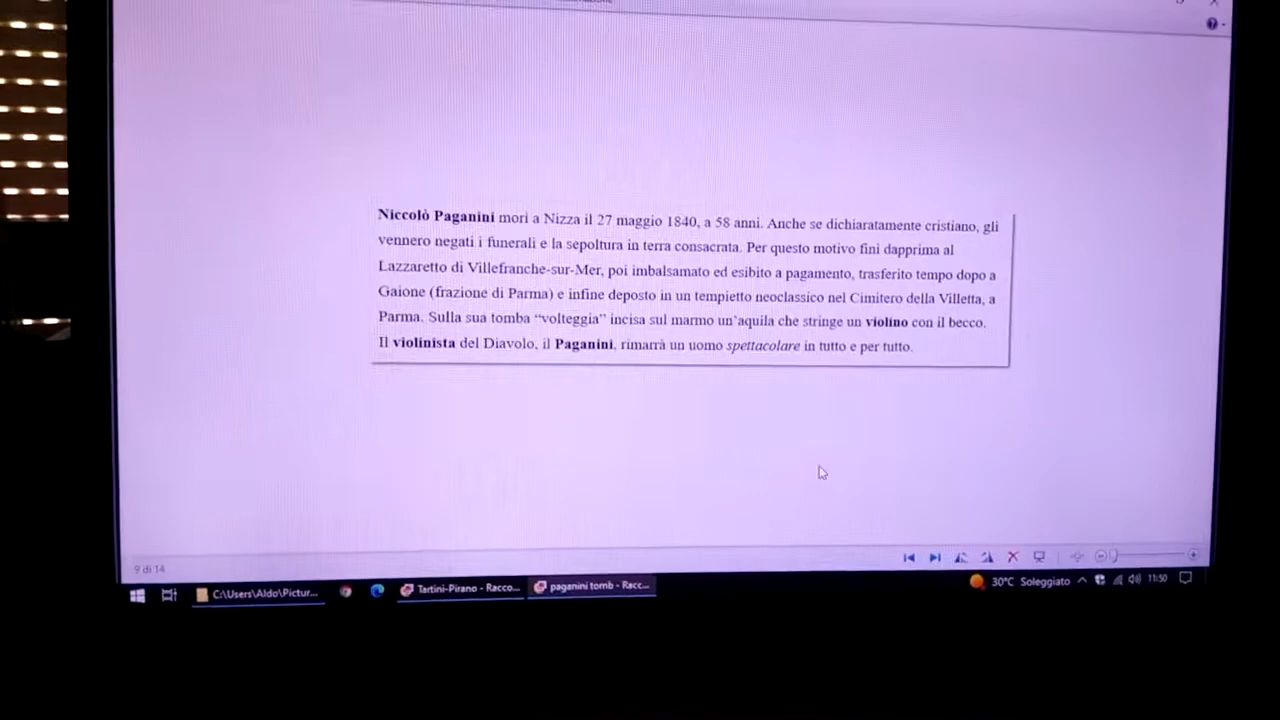 Niccolò Paganini morì a Nizza il 27 maggio 1840, a 58 anni. Anche se dichiaratamente cristiano, gli
vennero negati i funerali e la sepoltura in terra consacrata. Per questo motivo finì dapprima al
Lazzaretto di Villefranche-sur-Mer, poi imbalsamato ed esibito a pagamento, trasferito tempo dopo a
Gaione (frazione di Parma) e infine deposto in un tempietto neoclassico nel Cimitero della Villetta, a
Parma. Sulla sua tomba “volteggia” incisa sul marmo un’aquila che stringe un violino con il becco.
Il violinista del Diavolo, il Paganini, rimarrà un uomo spettacolare in tutto e per tutto.
9 di 14
C:\Users\Aldo\Pictur... Tartini-Pirano - Racco... paganini tomb - Racc... 30°C Soleggiato 11:50